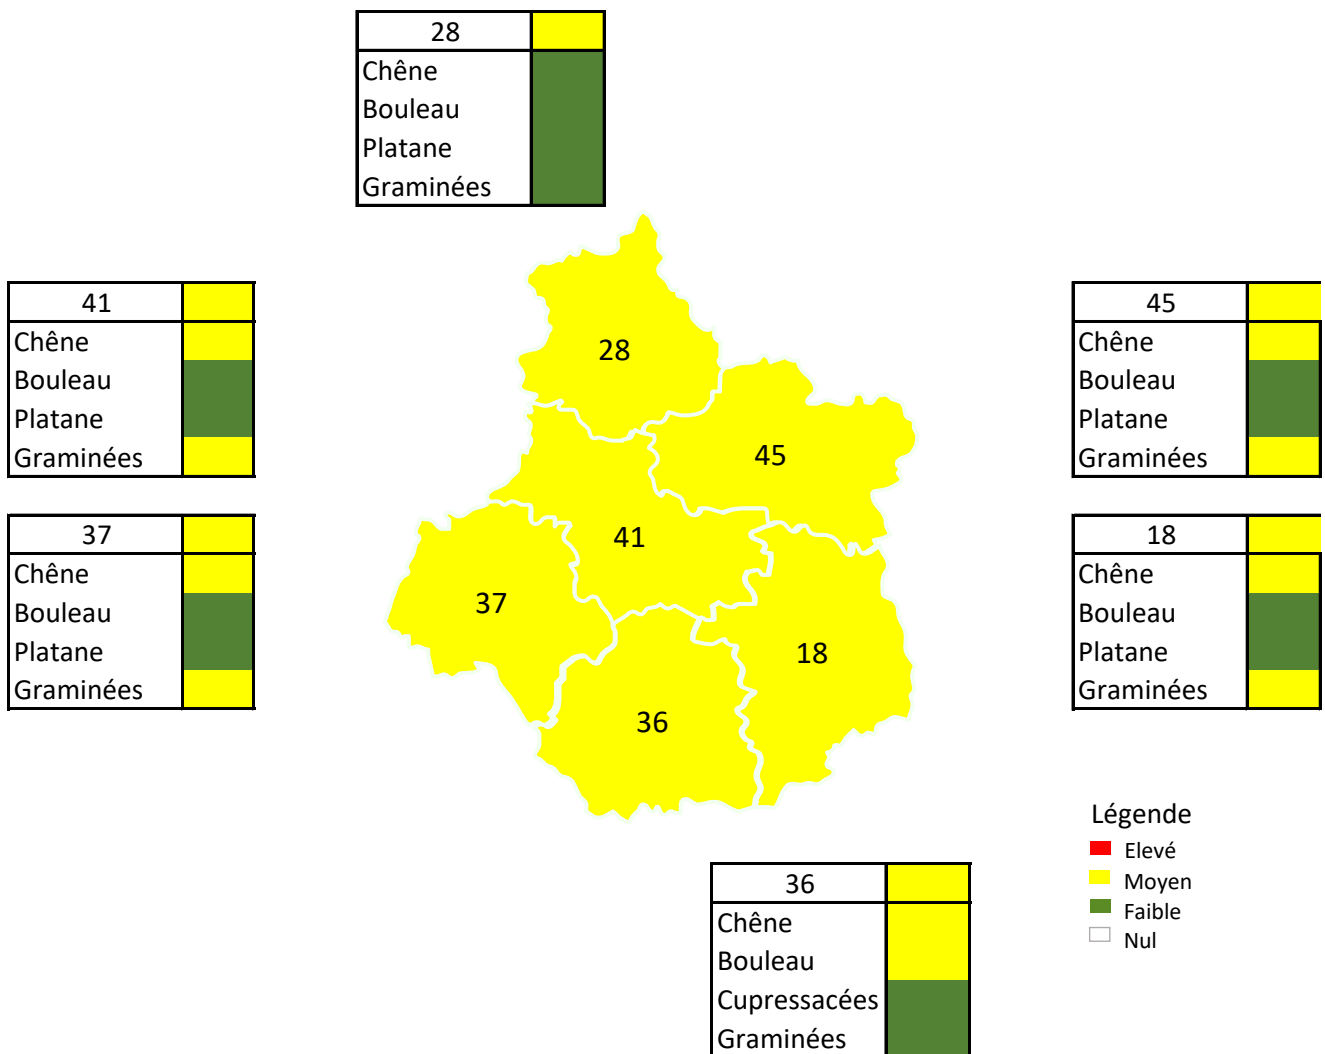 28
Chêne
Bouleau
Platane
Graminées
41
Chêne
Bouleau
Platane
Graminées
45
Chêne
Bouleau
Platane
Graminées
37
Chêne
Bouleau
Platane
Graminées
18
Chêne
Bouleau
Platane
Graminées
28
45
41
37
18
36
Légende
Elevé
Moyen
Faible
Nul
36
Chêne
Bouleau
Cupressacées
Graminées